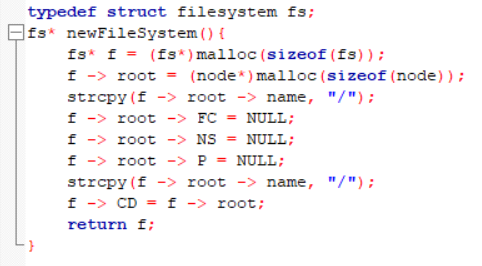 typedef struct filesystem fs;
fs* newFileSystem(){
fs* f = (fs*)malloc(sizeof(fs));
f -> root = (node*)malloc(sizeof(node));
strcpy(f -> root -> name, "/");
f -> root -> FC = NULL;
f -> root -> NS = NULL;
f -> root -> P = NULL;
strcpy(f -> root -> name, "/");
f -> CD = f -> root;
return f;
}